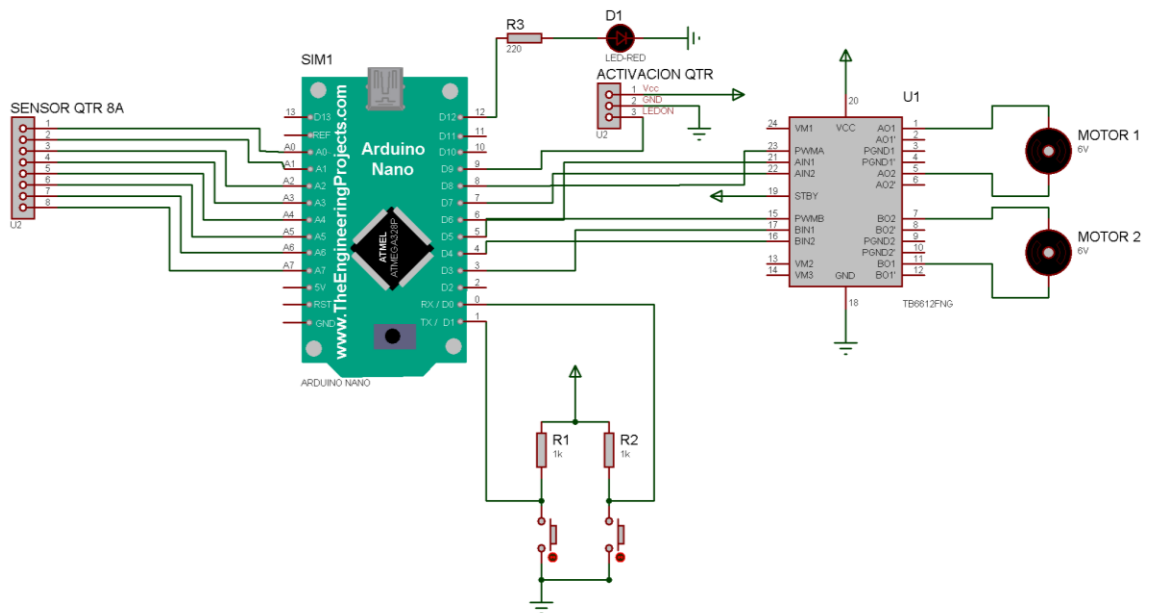 R3
220
D1
LED-RED
SIM1
ACTIVACION QTR
1 Vcc
2 GND
3 LEDON
U2
SENSOR QTR 8A
1
2
3
4
5
6
7
8
U2
13 D13
REF
A0 A0
A1 A1
A2 A2
A3 A3
A4 A4
A5 A5
A6 A6
A7 A7
5V
RST
GND
www.TheEngineeringProjects.com
Arduino
Nano
ATMEL
ATMEGA328P
D12 12
D11 11
D10 10
D9 9
D8 8
D7 7
D6 6
D5 5
D4 4
D3 3
D2 2
RX / D0 0
TX / D1 1
ARDUINO NANO
U1
20
VCC
24 VM1
23 PWMA
21 AIN1
22 AIN2
19 STBY
15 PWMB
17 BIN1
16 BIN2
13 VM2
14 VM3
GND
18
AO1 1
AO1' 2
PGND1 3
PGND1' 4
AO2 5
AO2' 6
BO2 7
BO2' 8
PGND2 9
PGND2' 10
BO1 11
BO1' 12
TB6612FNG
MOTOR 1
6V
MOTOR 2
6V
R1
1k
R2
1k